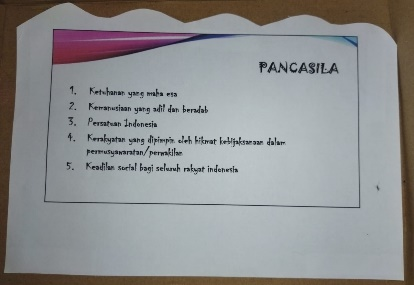 PANCASILA
1. Ketuhanan yang maha esa
2. Kemanusiaan yang adil dan beradab
3. Persatuan Indonesia
4. Kerakyatan yang dipimpin oleh hikmat kebijaksanaan dalam
permusyawaratan/perwakilan
5. Keadilan social bagi seluruh rakyat indonesia